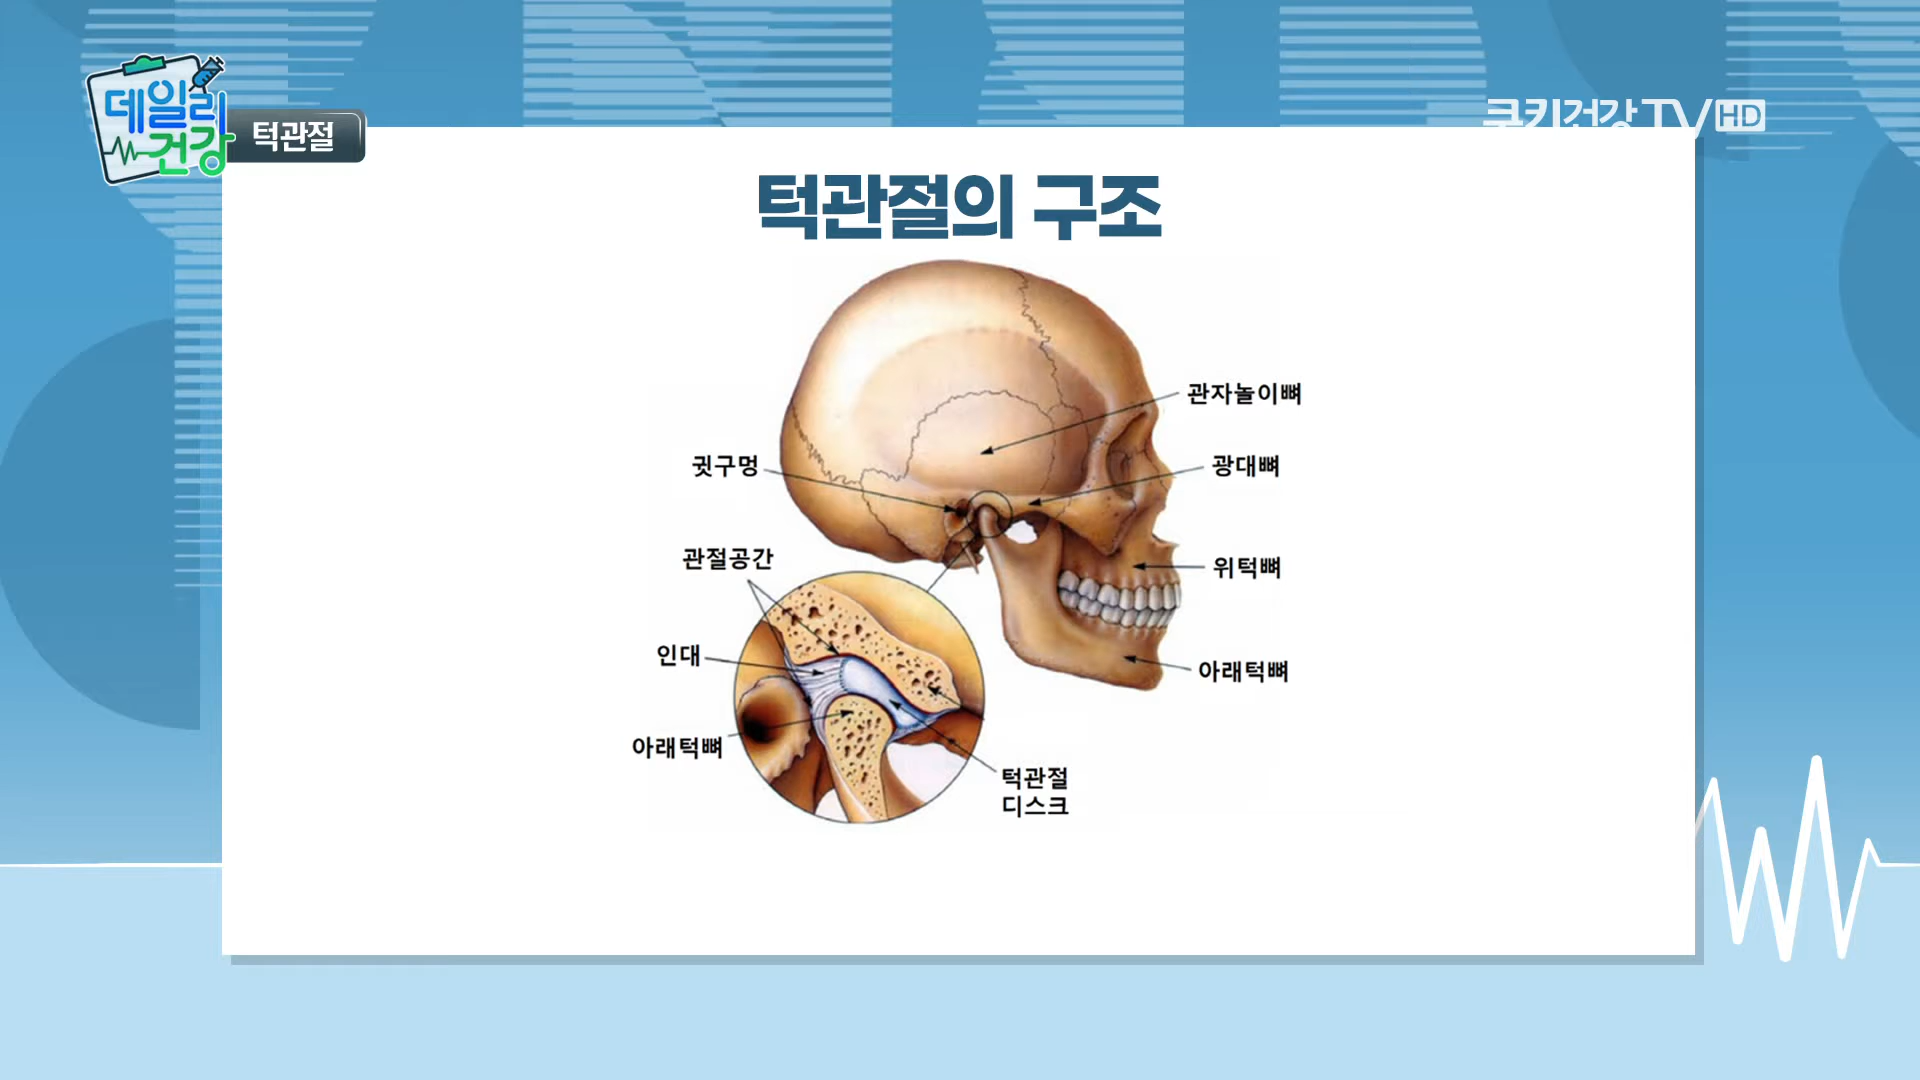 데일리
건강
턱관절
쿠키건강TV HD
턱관절의 구조
관자놀이뼈
귓구멍
광대뼈
관절공간
위턱뼈
인대
아래턱뼈
아래턱뼈
턱관절
디스크